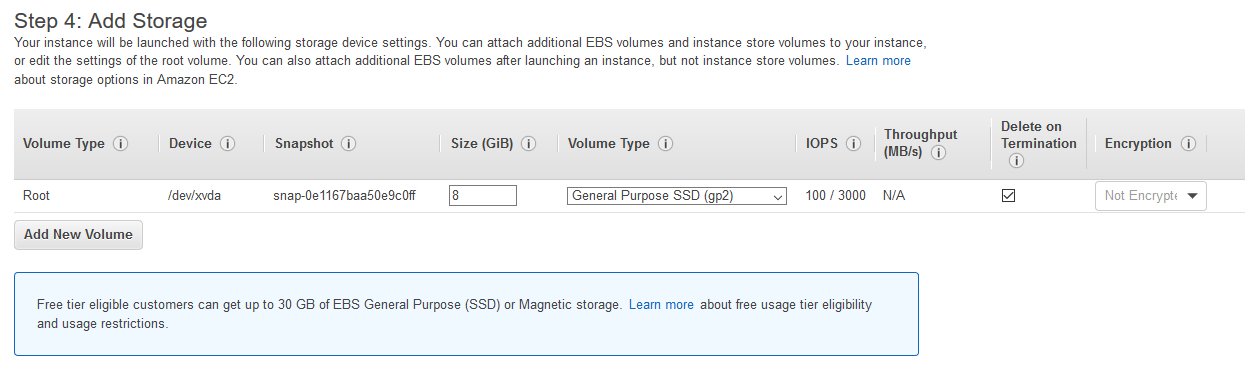 Step 4: Add Storage
Your instance will be launched with the following storage device settings. You can attach additional EBS volumes and instance store volumes to your instance,
or edit the settings of the root volume. You can also attach additional EBS volumes after launching an instance, but not instance store volumes. Learn more
about storage options in Amazon EC2.
Volume Type Device Snapshot Size (GiB) Volume Type IOPS Throughput (MB/s) Delete on Termination Encryption
Root /dev/xvda snap-0e1167baa50e9c0ff 8 General Purpose SSD (gp2) 100 / 3000 N/A Not Encrypte
Add New Volume
Free tier eligible customers can get up to 30 GB of EBS General Purpose (SSD) or Magnetic storage. Learn more about free usage tier eligibility
and usage restrictions.